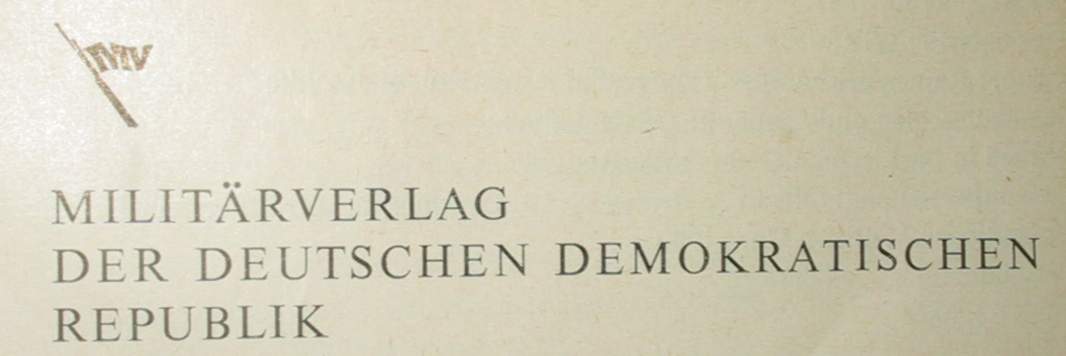 MV
MILITÄRVERLAG
DER DEUTSCHEN DEMOKRATISCHEN
REPUBLIK